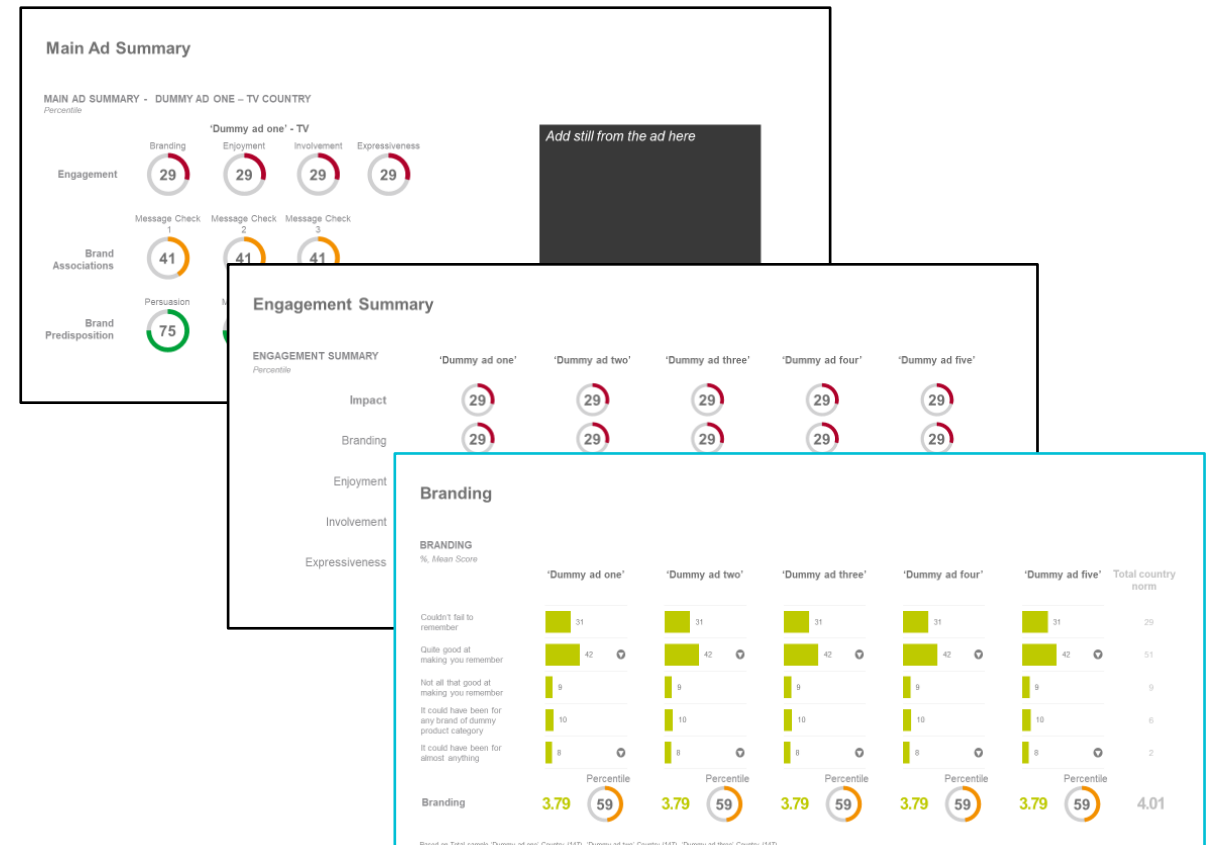 Main Ad Summary
MAIN AD SUMMARY - DUMMY AD ONE – TV COUNTRY
Percentile
'Dummy ad one' - TV
Add still from the ad here
Branding Enjoyment Involvement Expressiveness
Engagement 29 29 29 29
Message Check 1 Message Check 2 Message Check 3
Brand Associations 41 41 41
Persuasion
Brand Predisposition 75
Engagement Summary
ENGAGEMENT SUMMARY
Percentile
'Dummy ad one' 'Dummy ad two' 'Dummy ad three' 'Dummy ad four' 'Dummy ad five'
Impact 29 29 29 29 29
Branding 29 29 29 29 29
Enjoyment
Involvement
Expressiveness
Branding
BRANDING
%, Mean Score
'Dummy ad one' 'Dummy ad two' 'Dummy ad three' 'Dummy ad four' 'Dummy ad five' Total country norm
Couldn't fail to remember 31 31 31 31 31 29
Quite good at making you remember 42 42 42 42 42 51
Not all that good at making you remember 9 9 9 9 9 9
It could have been for any brand of dummy product category 10 10 10 10 10 6
It could have been for almost anything 8 8 8 8 8 2
Percentile Percentile Percentile Percentile Percentile
Branding 3.79 59 3.79 59 3.79 59 3.79 59 3.79 59 4.01